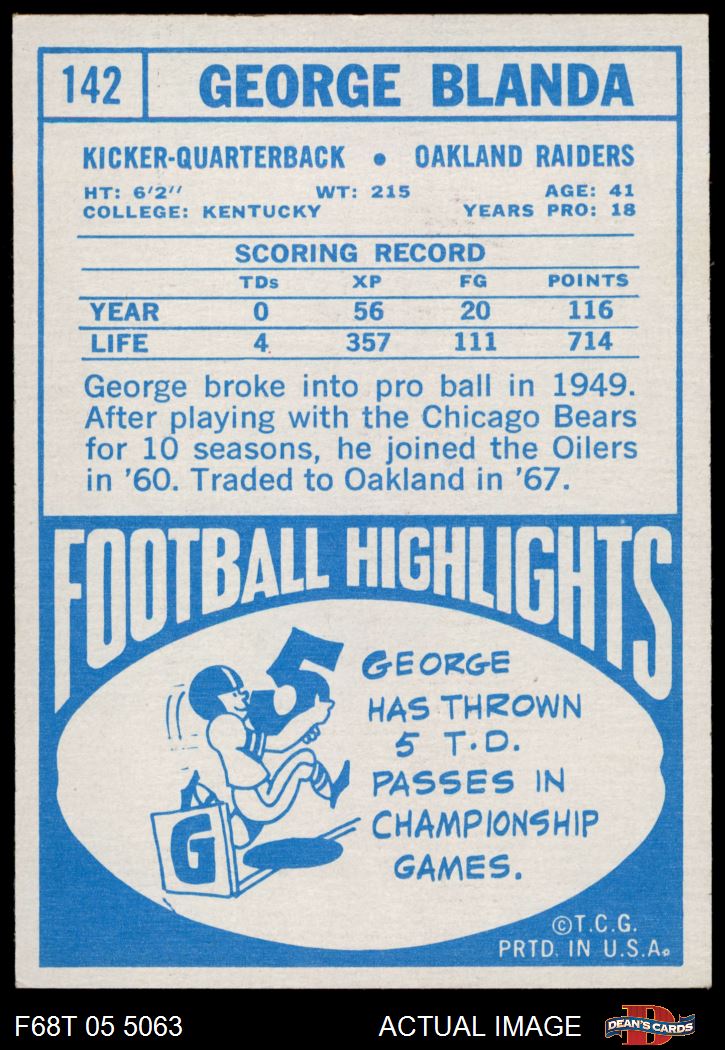 142 GEORGE BLANDA
KICKER-QUARTERBACK • OAKLAND RAIDERS
HT: 6'2'' WT: 215 AGE: 41
COLLEGE: KENTUCKY YEARS PRO: 18
SCORING RECORD
TDs XP FG POINTS
YEAR 0 56 20 116
LIFE 4 357 111 714
George broke into pro ball in 1949.
After playing with the Chicago Bears
for 10 seasons, he joined the Oilers
in '60. Traded to Oakland in '67.
FOOTBALL HIGHLIGHTS
5
G
GEORGE
HAS THROWN
5 T.D.
PASSES IN
CHAMPIONSHIP
GAMES.
©T.C.G.
PRTD. IN U.S.A.
F68T 05 5063 ACTUAL IMAGE D DEAN'S CARDS